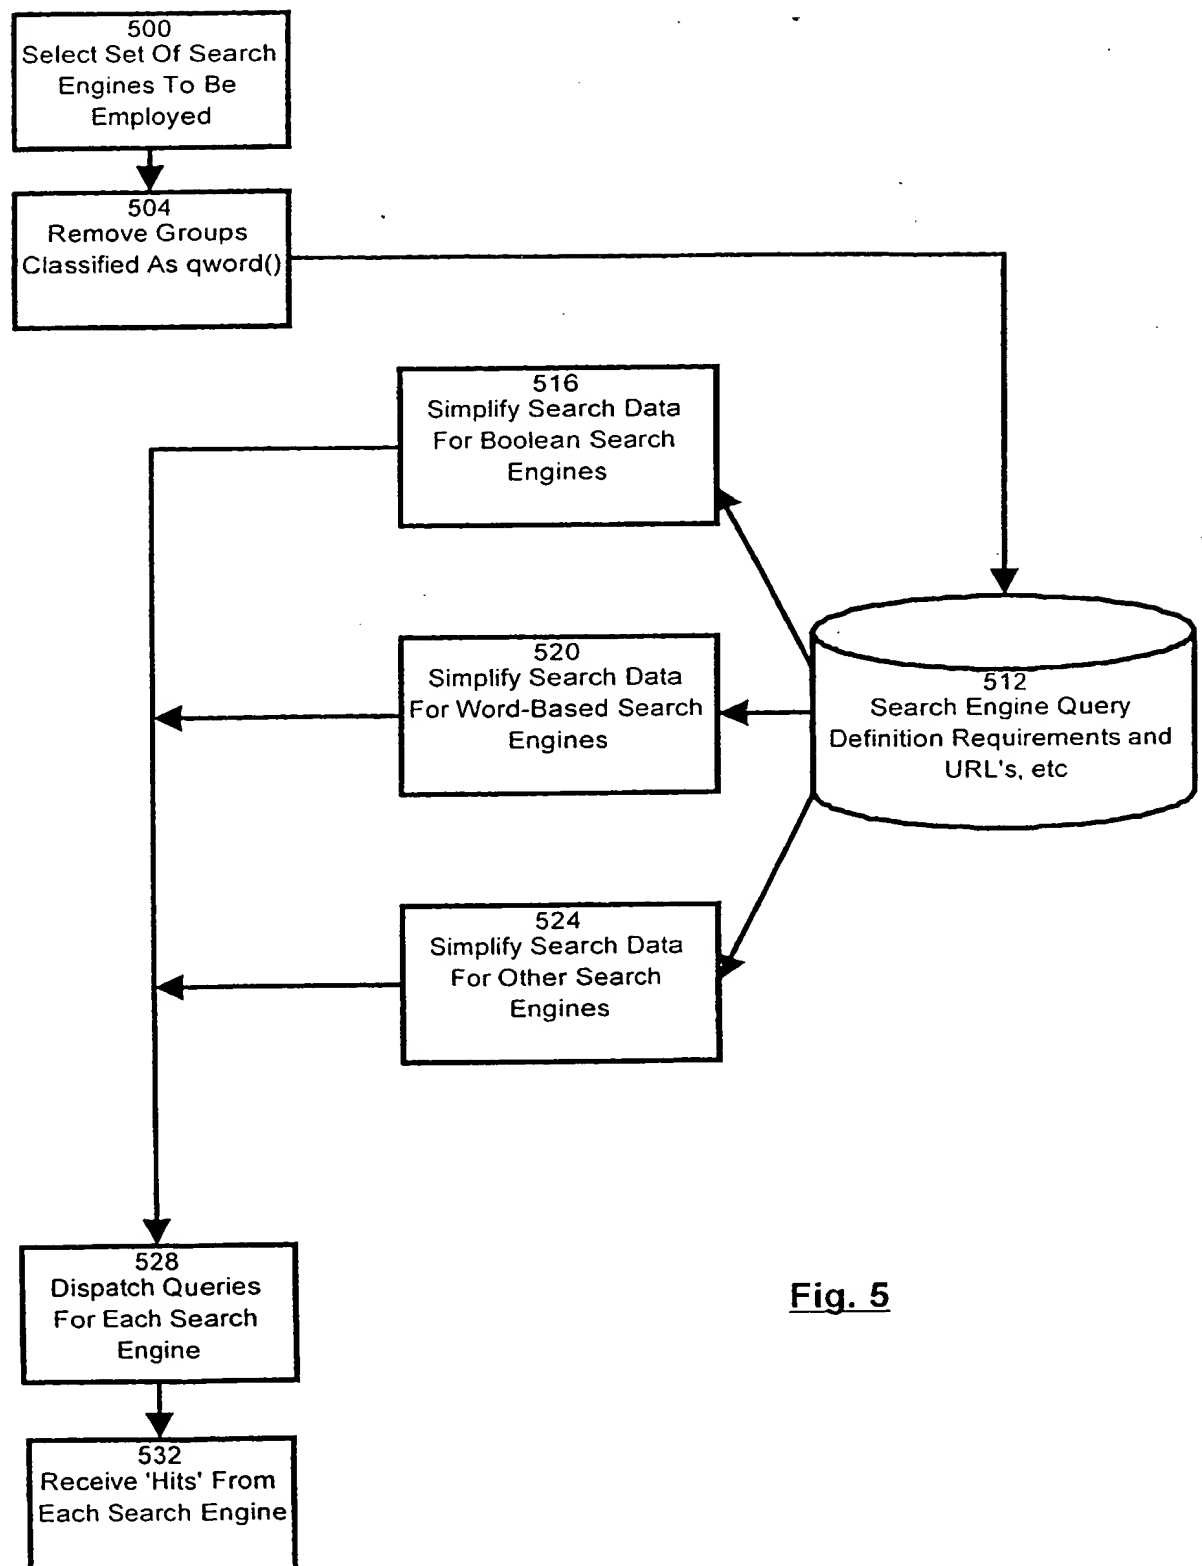 500
Select Set Of Search
Engines To Be
Employed
504
Remove Groups
Classified As qword()
516
Simplify Search Data
For Boolean Search
Engines
520
Simplify Search Data
For Word-Based Search
Engines
512
Search Engine Query
Definition Requirements and
URL's, etc
524
Simplify Search Data
For Other Search
Engines
528
Dispatch Queries
For Each Search
Engine
Fig. 5
532
Receive 'Hits' From
Each Search Engine